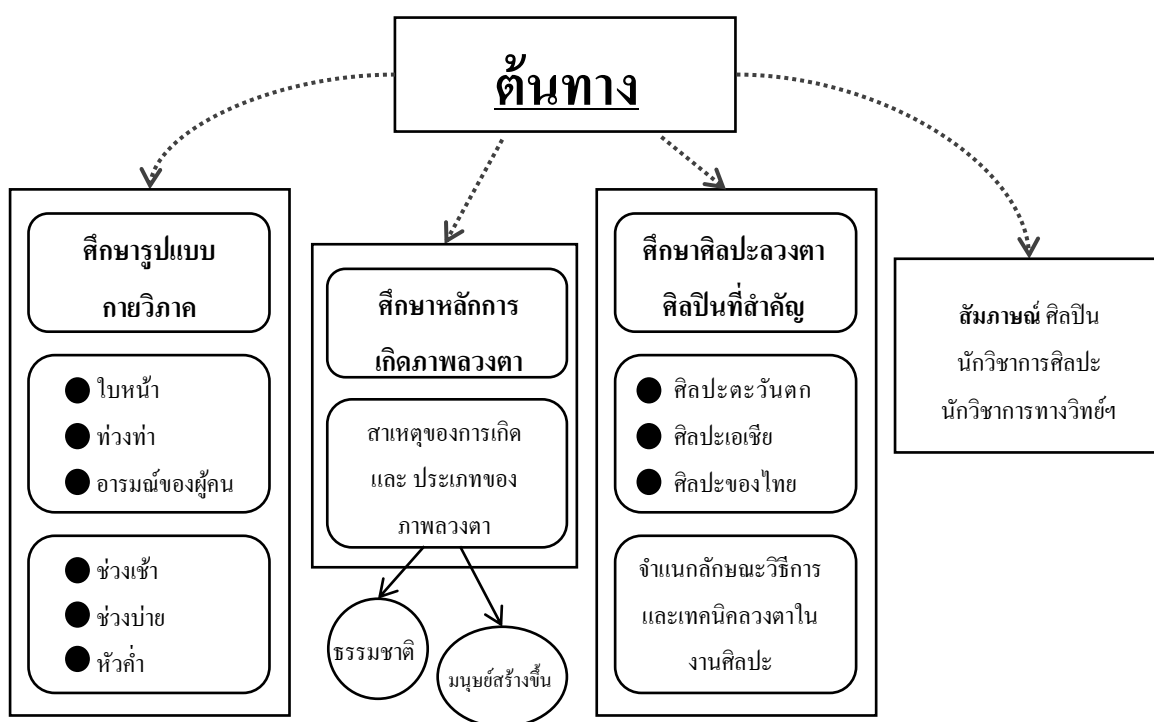 ต้นทาง
ศึกษารูปแบบ
กายวิภาค
ใบหน้า
ท่วงท่า
อารมณ์ของผู้คน
ช่วงเช้า
ช่วงบ่าย
หัวค่ำ
ศึกษาหลักการ
เกิดภาพลวงตา
สาเหตุของการเกิด
และ ประเภทของ
ภาพลวงตา
ธรรมชาติ
มนุษย์สร้างขึ้น
ศึกษาศิลปะลวงตา
ศิลปินที่สำคัญ
ศิลปะตะวันตก
ศิลปะเอเชีย
ศิลปะของไทย
จำแนกลักษณะวิธีการ
และเทคนิคลวงตาใน
งานศิลปะ
สัมภาษณ์ ศิลปิน
นักวิชาการศิลปะ
นักวิชาการทางวิทย์ฯ